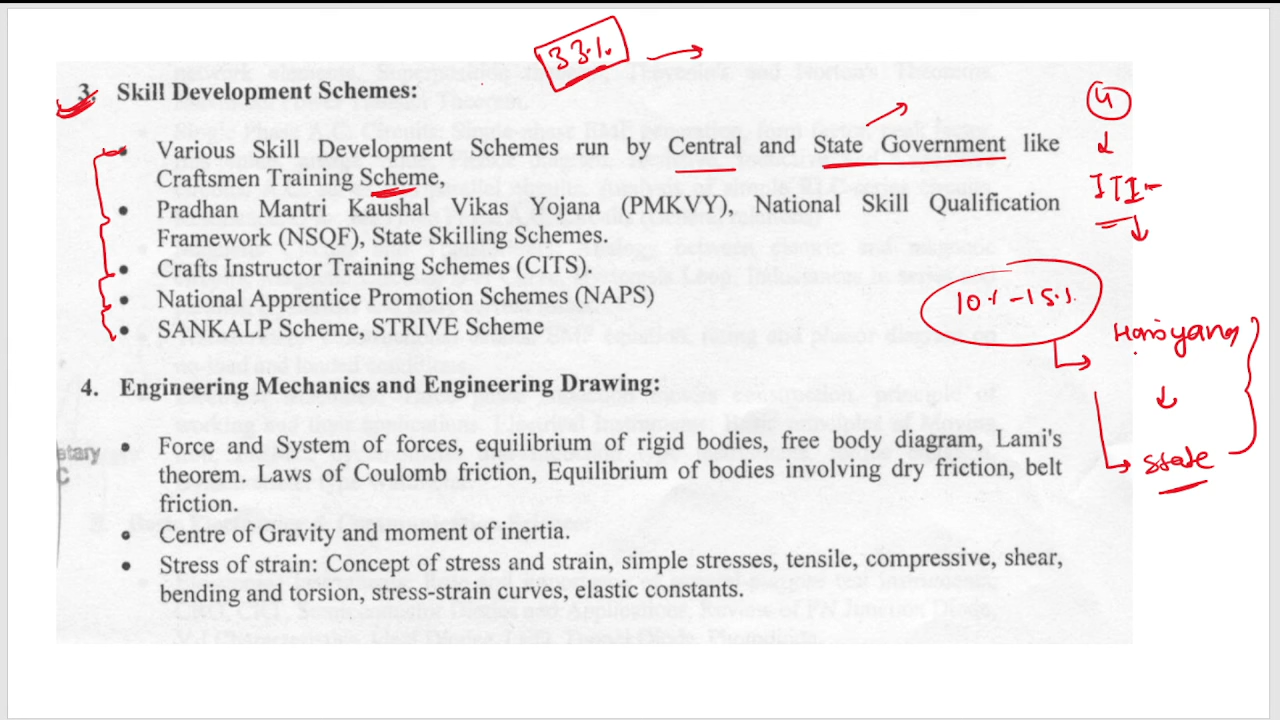 33%
3. Skill Development Schemes:
4
• Various Skill Development Schemes run by Central and State Government like
Craftsmen Training Scheme,
ITI
• Pradhan Mantri Kaushal Vikas Yojana (PMKVY), National Skill Qualification
Framework (NSQF), State Skilling Schemes.
• Crafts Instructor Training Schemes (CITS).
• National Apprentice Promotion Schemes (NAPS)
10% - 15%
• SANKALP Scheme, STRIVE Scheme
4. Engineering Mechanics and Engineering Drawing:
• Force and System of forces, equilibrium of rigid bodies, free body diagram, Lami's
theorem. Laws of Coulomb friction, Equilibrium of bodies involving dry friction, belt
friction.
state
etary
C
• Centre of Gravity and moment of inertia.
• Stress of strain: Concept of stress and strain, simple stresses, tensile, compressive, shear,
bending and torsion, stress-strain curves, elastic constants.